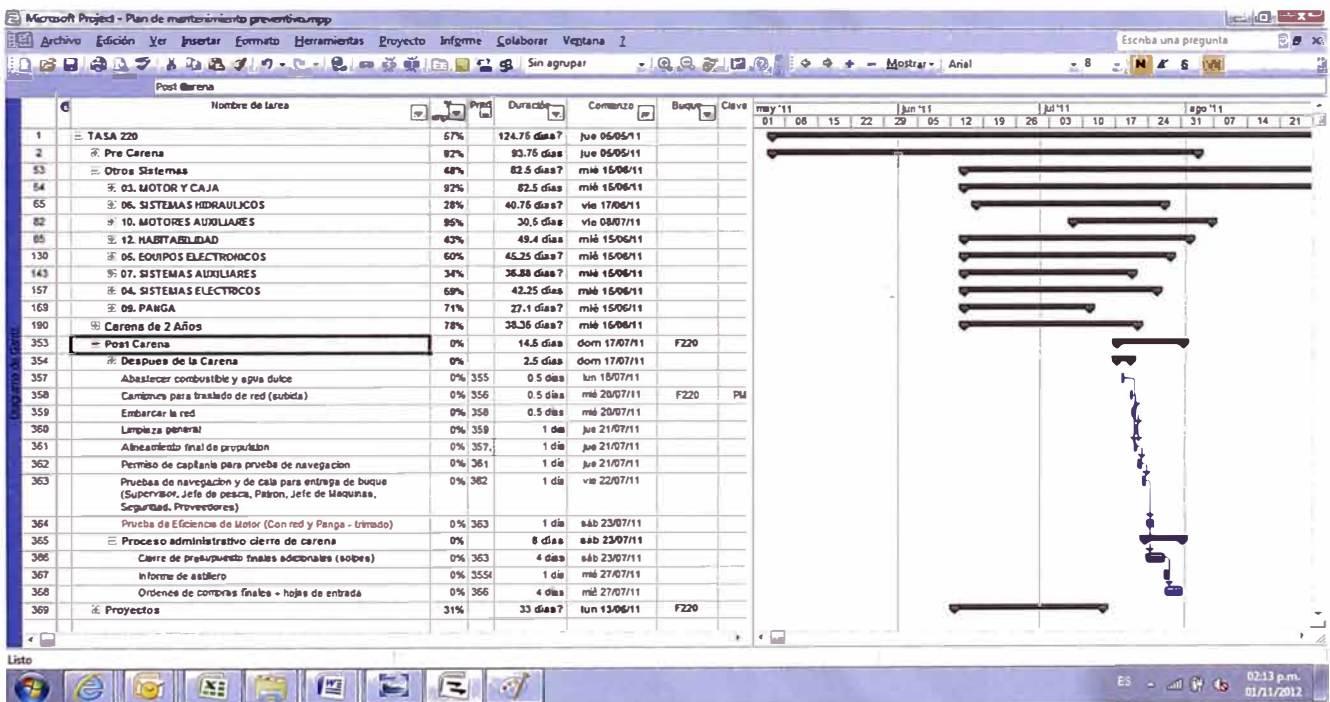 Microsoft Project - Plan de mantenimiento preventivo.mpp
Archivo Edición Ver Insertar Formato Herramientas Proyecto Informe Colaborar Ventana ? Escriba una pregunta
Sin agrupar Mostrar Arial 8 N K S
Post Carena
Nombre de tarea Pred Duración Comienzo Buque Clave may '11 jun '11 jul '11 ago '11
01 08 15 22 29 05 12 19 26 03 10 17 24 31 07 14 21
1 TASA 220 57% 124.75 días? jue 05/05/11
2 Pre Carena 92% 93.75 días jue 05/05/11
53 Otros Sistemas 48% 82.5 días? mié 15/06/11
54 03. MOTOR Y CAJA 92% 82.5 días mié 15/06/11
65 06. SISTEMAS HIDRAULICOS 28% 40.75 días? vie 17/06/11
82 10. MOTORES AUXILIARES 95% 30.5 días vie 08/07/11
85 12. HABITABILIDAD 43% 49.4 días mié 15/06/11
130 05. EQUIPOS ELECTRONICOS 60% 45.25 días? mié 15/06/11
143 07. SISTEMAS AUXILIARES 34% 36.88 días? mié 15/06/11
157 04. SISTEMAS ELECTRICOS 69% 42.25 días mié 15/06/11
169 09. PANGA 71% 27.1 días? mié 15/06/11
190 Carena de 2 Años 78% 38.35 días? mié 15/06/11
353 Post Carena 0% 14.5 días dom 17/07/11 F220
354 Despues de la Carena 0% 2.5 días dom 17/07/11
357 Abastecer combustible y agua dulce 0% 355 0.5 días lun 18/07/11
358 Camiones para traslado de red (subida) 0% 356 0.5 días mié 20/07/11 F220 PM
359 Embarcar la red 0% 358 0.5 días mié 20/07/11
360 Limpieza general 0% 359 1 día jue 21/07/11
361 Alineamiento final de propulsion 0% 357, 1 día jue 21/07/11
362 Permiso de capitania para prueba de navegacion 0% 361 1 día jue 21/07/11
363 Pruebas de navegacion y de cala para entrega de buque 0% 362 1 día vie 22/07/11
(Supervisor, Jefe de pesca, Patron, Jefe de Maquinas,
Seguridad, Proveedores)
364 Prueba de Eficiencia de Motor (Con red y Panga - trimado) 0% 363 1 día sáb 23/07/11
365 Proceso administrativo cierre de carena 0% 8 días sáb 23/07/11
366 Cierre de presupuesto finales adicionales (solpes) 0% 363 4 días sáb 23/07/11
367 Informe de astillero 0% 1 día mié 27/07/11
368 Ordenes de compras finales + hojas de entrada 0% 366 4 días mié 27/07/11
369 Proyectos 31% 33 días? lun 13/06/11 F220
Diagrama de Gantt
Listo
ES 02:13 p.m.
01/11/2012